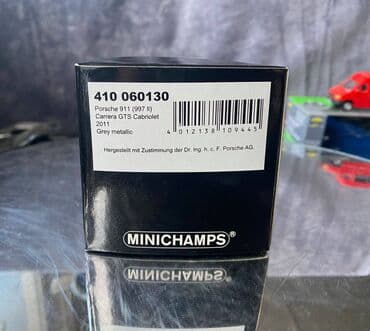 410 060130
Porsche 911 (997 II)
Carrera GTS Cabriolet
2011
Grey metallic
4 012138 109445
Hergestellt mit Zustimmung der Dr. Ing. h. c. F. Porsche AG.
MINICHAMPS®